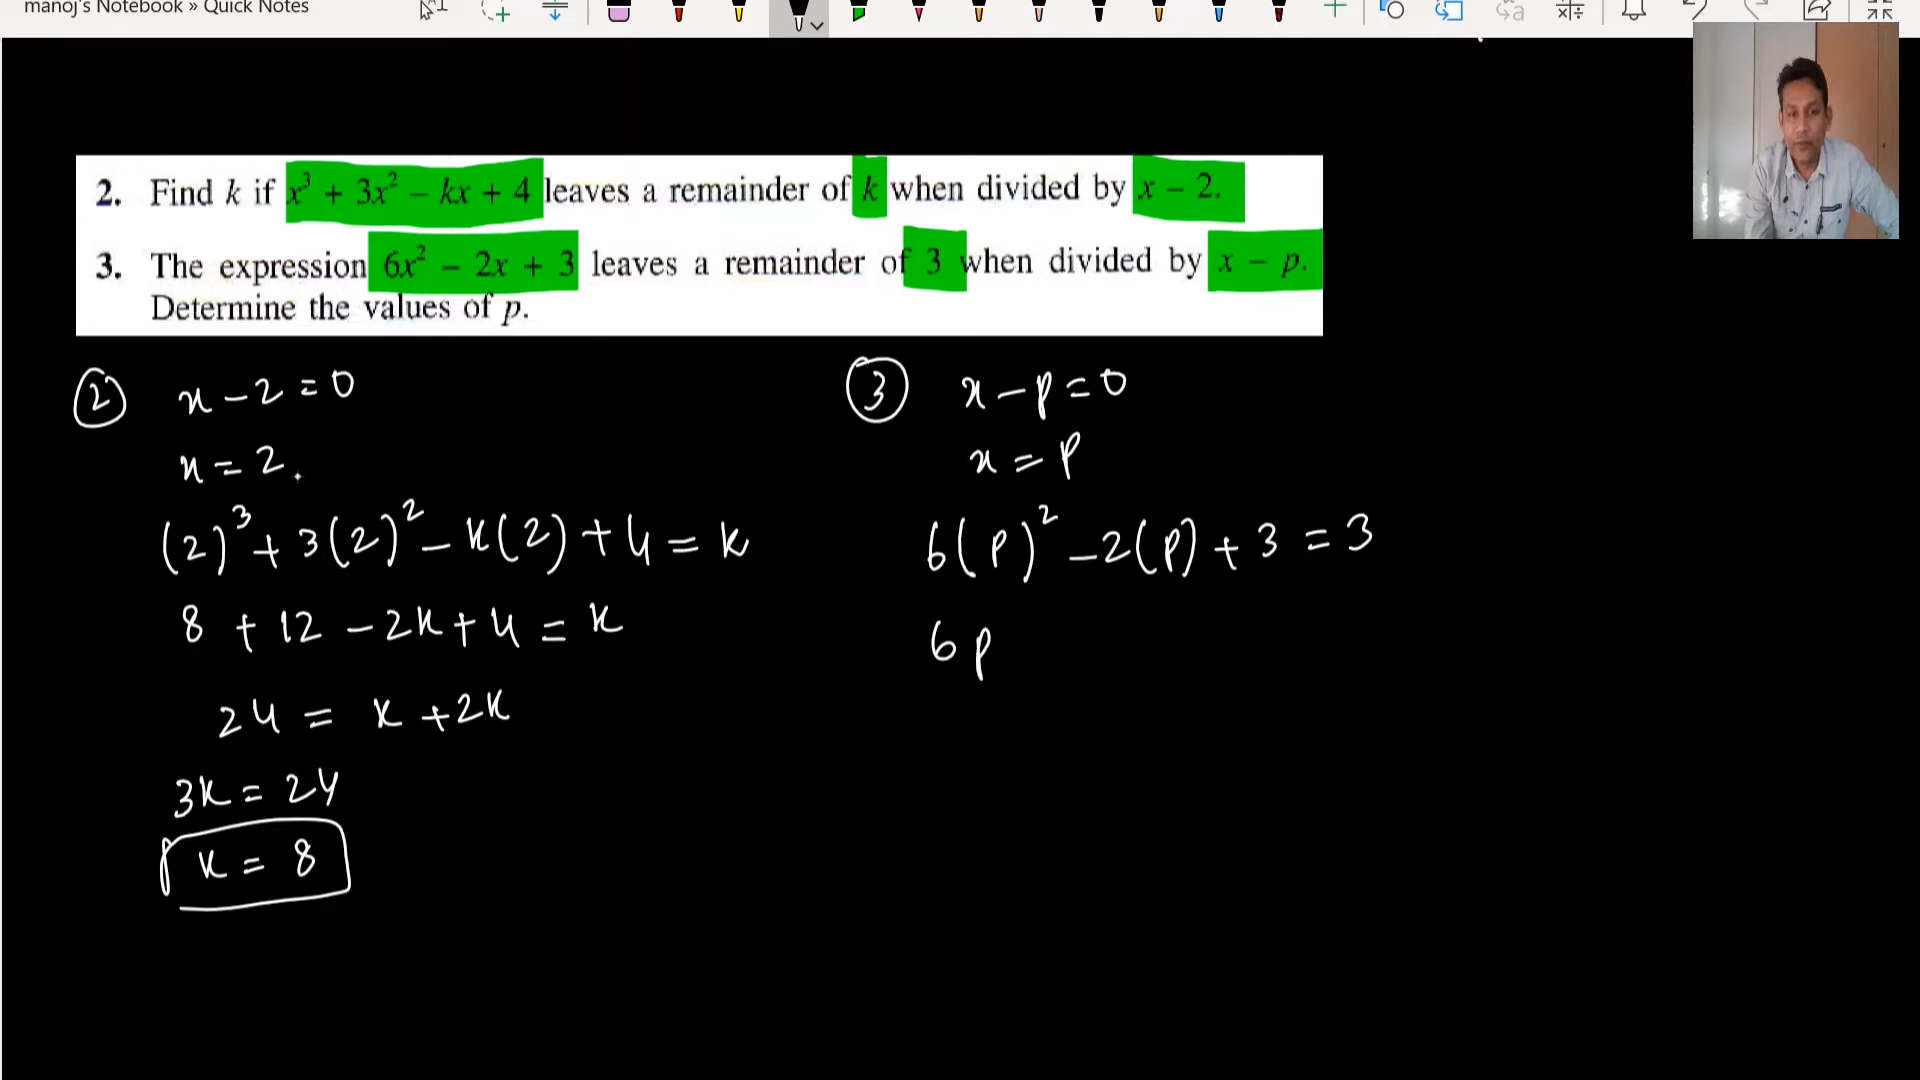 manoj's Notebook » Quick Notes
2. Find k if x³ + 3x² − kx + 4 leaves a remainder of k when divided by x − 2.
3. The expression 6x² − 2x + 3 leaves a remainder of 3 when divided by x − p.
Determine the values of p.
② x − 2 = 0
x = 2.
(2)³ + 3(2)² − k(2) + 4 = k
8 + 12 − 2k + 4 = k
24 = k + 2k
3k = 24
k = 8
③ x − p = 0
x = p
6(p)² − 2(p) + 3 = 3
6p